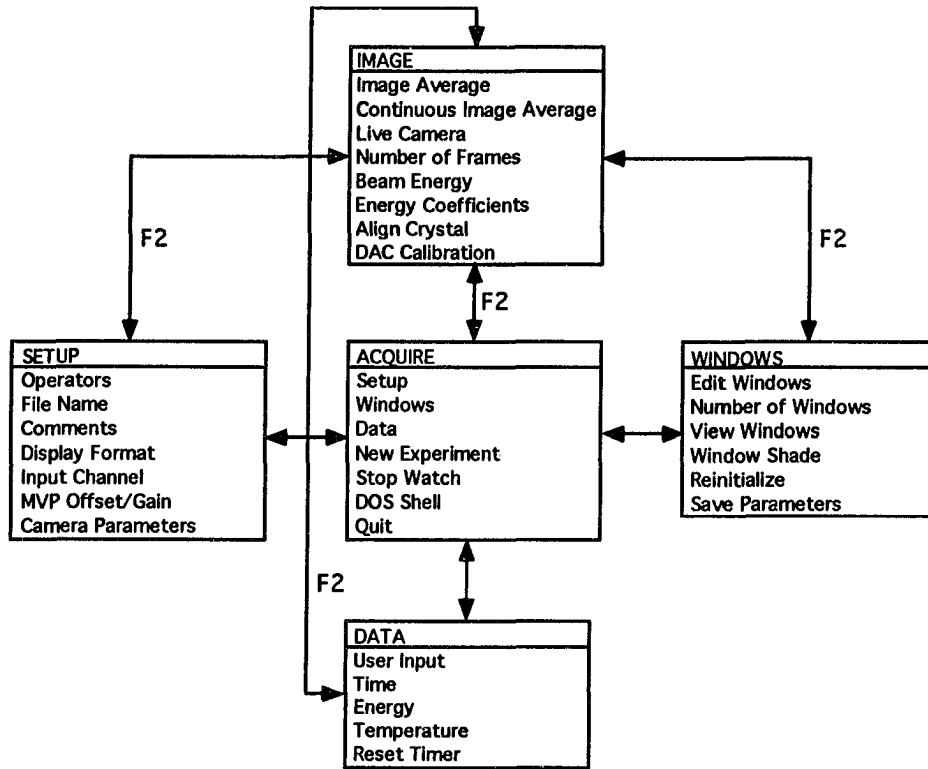 IMAGE
Image Average
Continuous Image Average
Live Camera
Number of Frames
Beam Energy
Energy Coefficients
Align Crystal
DAC Calibration
F2
F2
F2
SETUP
Operators
File Name
Comments
Display Format
Input Channel
MVP Offset/Gain
Camera Parameters
ACQUIRE
Setup
Windows
Data
New Experiment
Stop Watch
DOS Shell
Quit
WINDOWS
Edit Windows
Number of Windows
View Windows
Window Shade
Reinitialize
Save Parameters
F2
DATA
User Input
Time
Energy
Temperature
Reset Timer